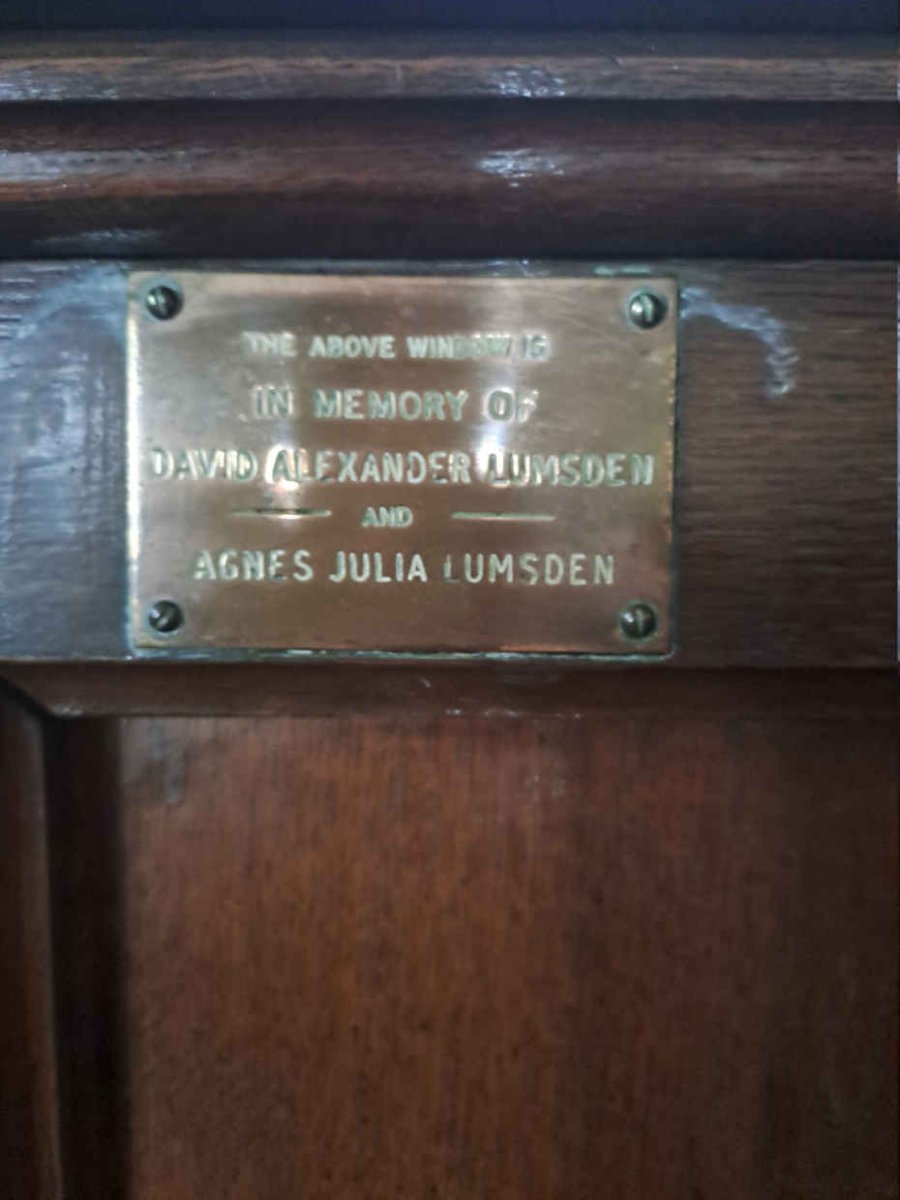 THE ABOVE WINDOW IS
IN MEMORY OF
DAVID ALEXANDER LUMSDEN
AND
AGNES JULIA LUMSDEN